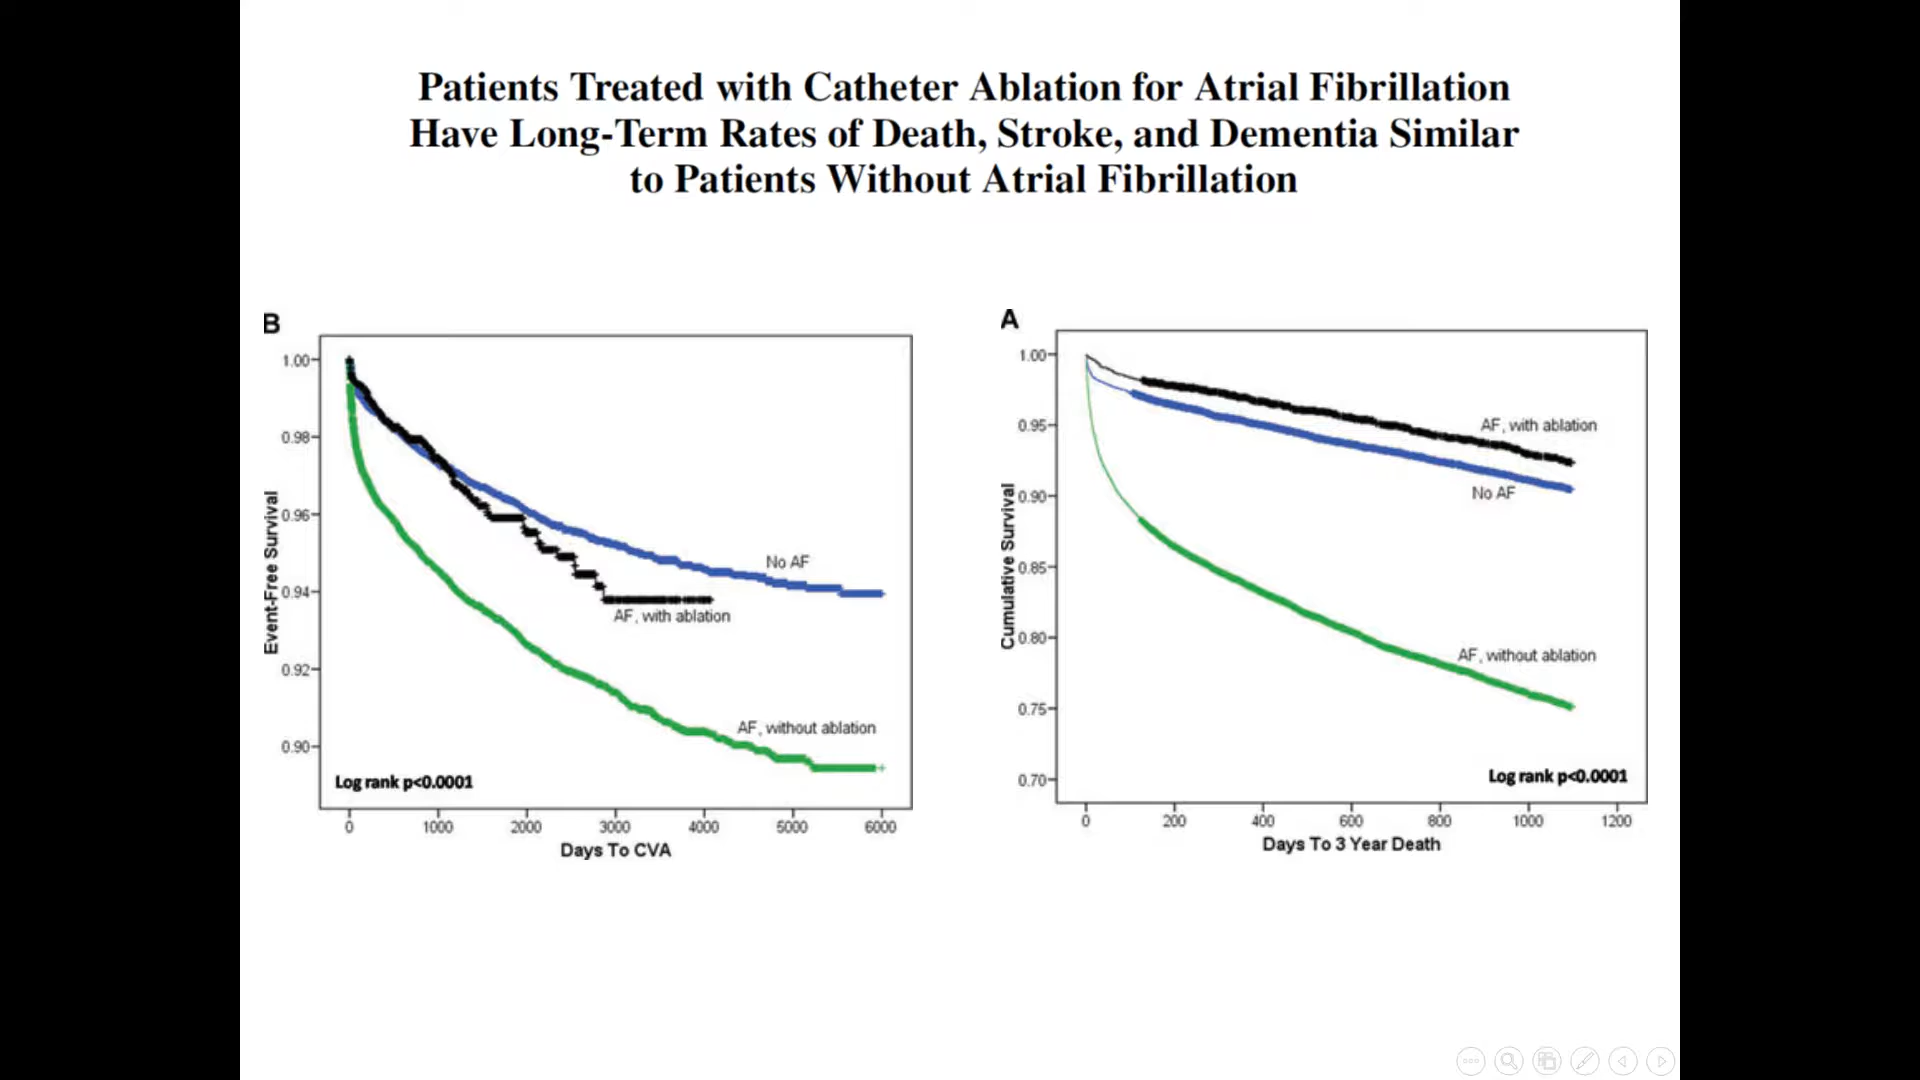 Patients Treated with Catheter Ablation for Atrial Fibrillation
Have Long-Term Rates of Death, Stroke, and Dementia Similar
to Patients Without Atrial Fibrillation
B
Event-Free Survival
1.00
0.98
0.96
0.94
0.92
0.90
No AF
AF, with ablation
AF, without ablation
Log rank p<0.0001
0 1000 2000 3000 4000 5000 6000
Days To CVA
A
Cumulative Survival
1.00
0.95
0.90
0.85
0.80
0.75
0.70
AF, with ablation
No AF
AF, without ablation
Log rank p<0.0001
0 200 400 600 800 1000 1200
Days To 3 Year Death